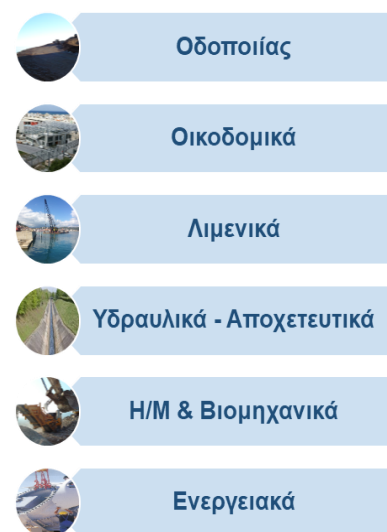 Οδοποιίας
Οικοδομικά
Λιμενικά
Υδραυλικά - Αποχετευτικά
Η/Μ & Βιομηχανικά
Ενεργειακά